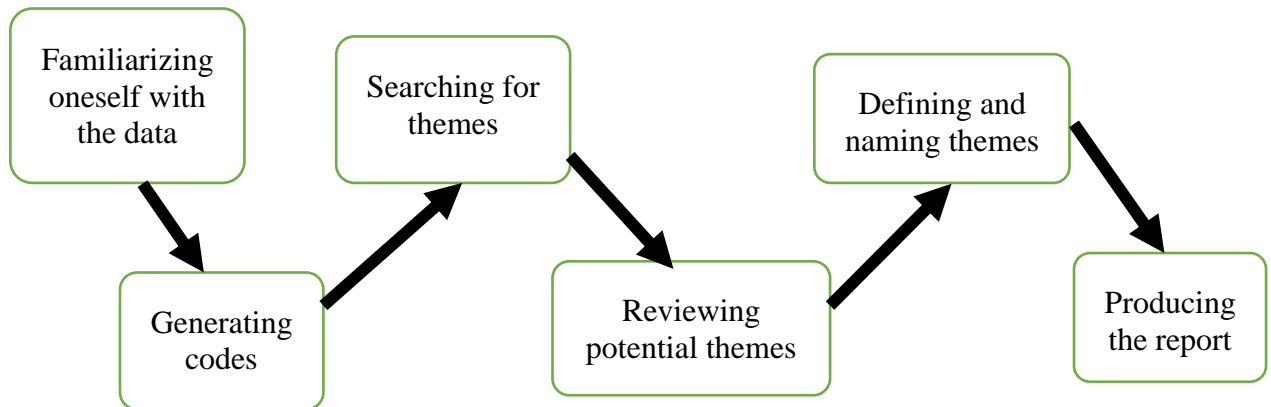 Familiarizing
oneself with
the data
Generating
codes
Searching for
themes
Reviewing
potential themes
Defining and
naming themes
Producing
the report